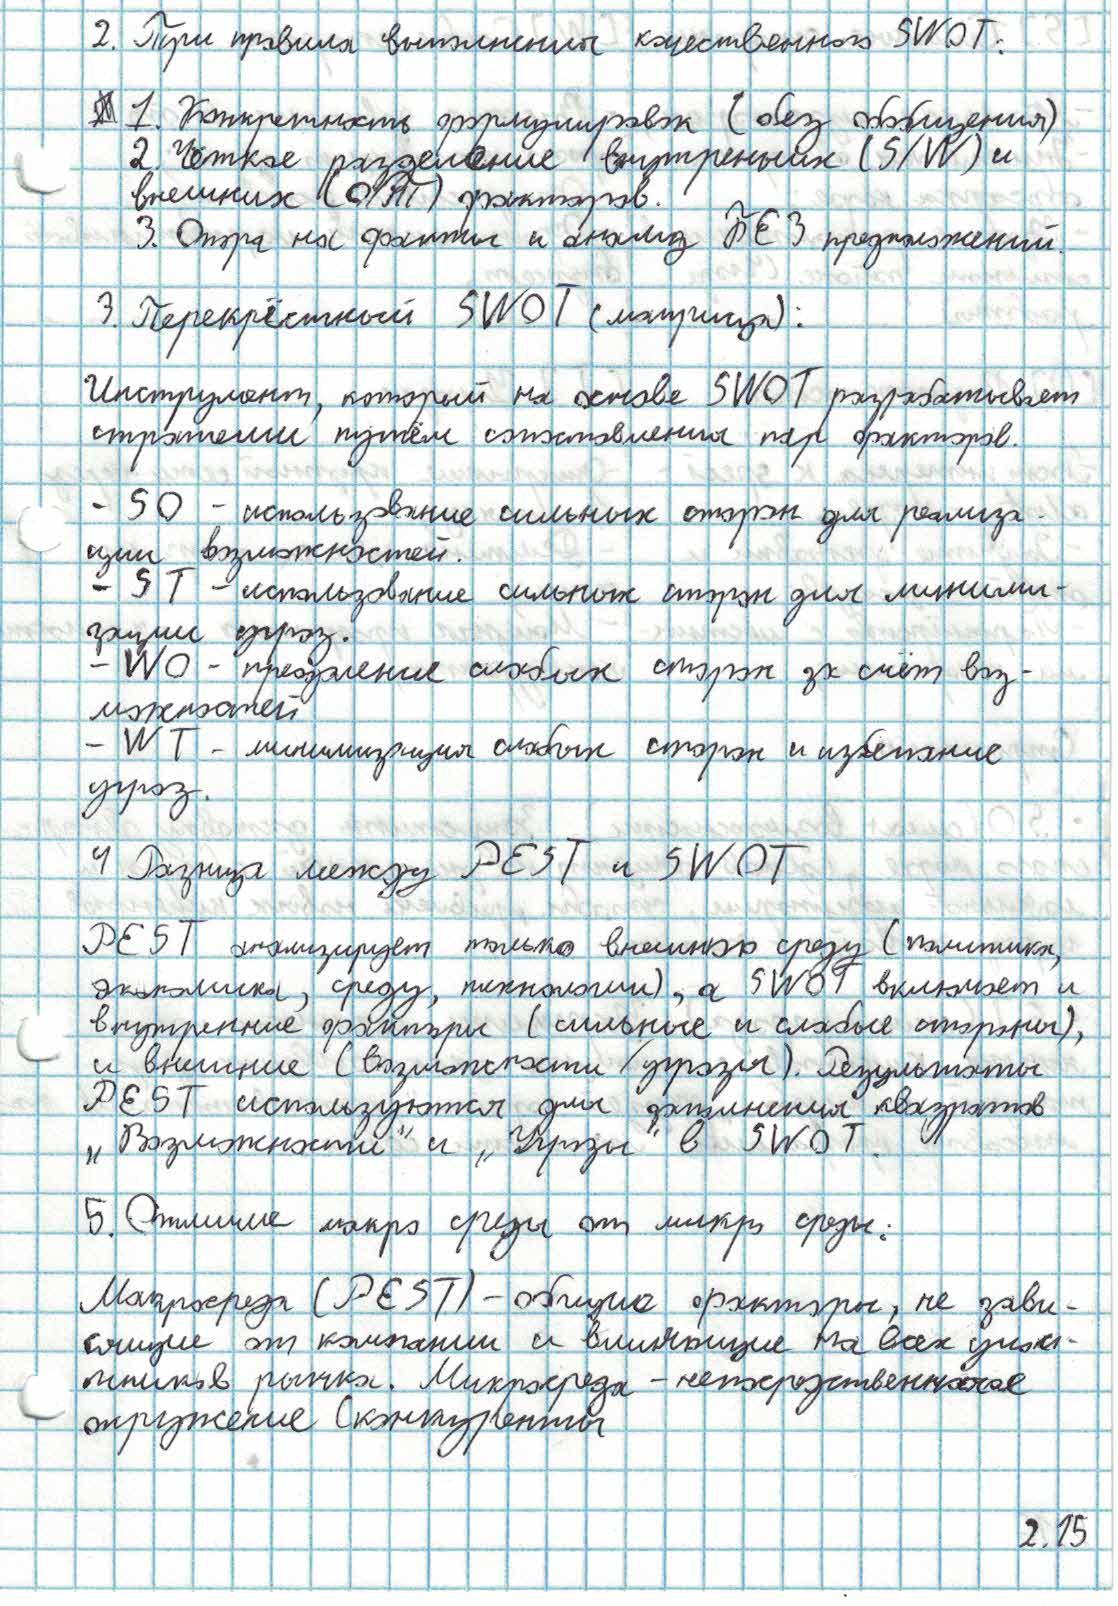 2. Три правила выполнения качественного SWOT:
1. Конкретность формулировок (без обобщения)
2. Чёткое разделение внутренних (S/W) и
внешних (O/T) факторов.
3. Опора на факты и анализ БЕЗ предположений.
3. Перекрёстный SWOT (матрица):
Инструмент, который на основе SWOT разрабатывает
стратегии путём сопоставления пар факторов.
- SO - использование сильных сторон для реализа-
ции возможностей.
- ST - использование сильных сторон для миними-
зации угроз.
- WO - преодоление слабых сторон за счёт воз-
можностей
- WT - минимизация слабых сторон и избегание
угроз.
4 Разница между PEST и SWOT
PEST анализирует только внешнюю среду (политика,
экономика, среду, технологии), а SWOT включает и
внутренние факторы (сильные и слабые стороны),
и внешние (возможности/угрозы). Результаты
PEST используются для дополнения квадратов
„Возможности" и „Угрозы" в SWOT.
5. Отличие макро среды от микро среды:
Макросреда (PEST) - общие факторы, не зави-
сящие от компании и влияющие на всех учас-
тников рынка. Микросреда - непосредственное
окружение (конкуренты
2.15